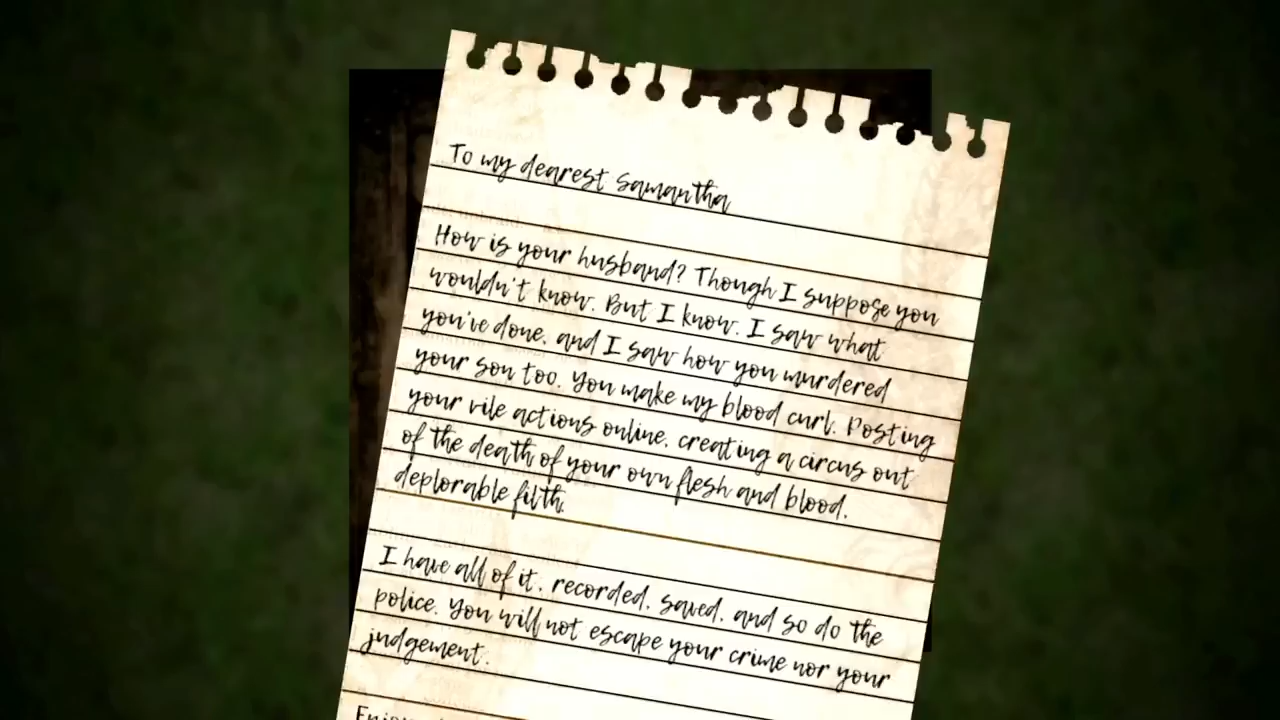 To my dearest Samantha
How is your husband? Though I suppose you
wouldn't know. But I know. I saw what
you've done, and I saw how you murdered
your son too. You make my blood curl. Posting
your vile actions online, creating a circus out
of the death of your own flesh and blood.
deplorable filth.
I have all of it, recorded, saved, and so do the
police. You will not escape your crime nor your
judgement.